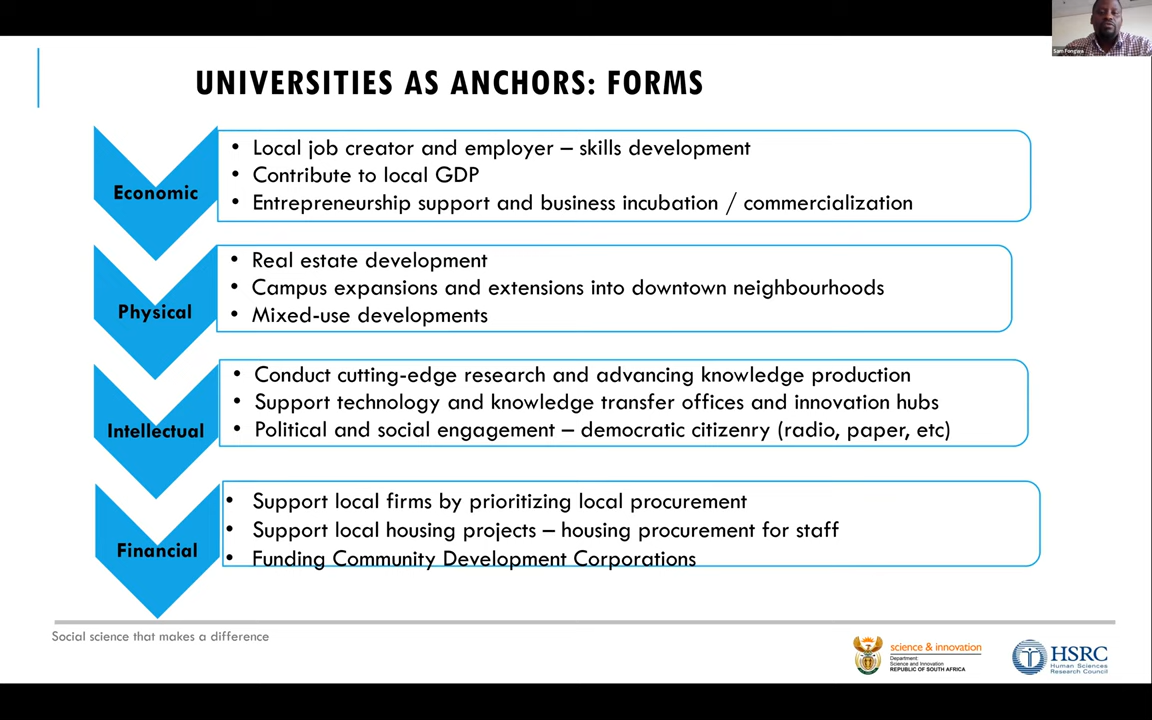 Sam Fongwa
UNIVERSITIES AS ANCHORS: FORMS
Economic
• Local job creator and employer – skills development
• Contribute to local GDP
• Entrepreneurship support and business incubation / commercialization
Physical
• Real estate development
• Campus expansions and extensions into downtown neighbourhoods
• Mixed-use developments
Intellectual
• Conduct cutting-edge research and advancing knowledge production
• Support technology and knowledge transfer offices and innovation hubs
• Political and social engagement – democratic citizenry (radio, paper, etc)
Financial
• Support local firms by prioritizing local procurement
• Support local housing projects – housing procurement for staff
• Funding Community Development Corporations
Social science that makes a difference
science & innovation
Department:
Science and Innovation
REPUBLIC OF SOUTH AFRICA
HSRC
Human Sciences
Research Council